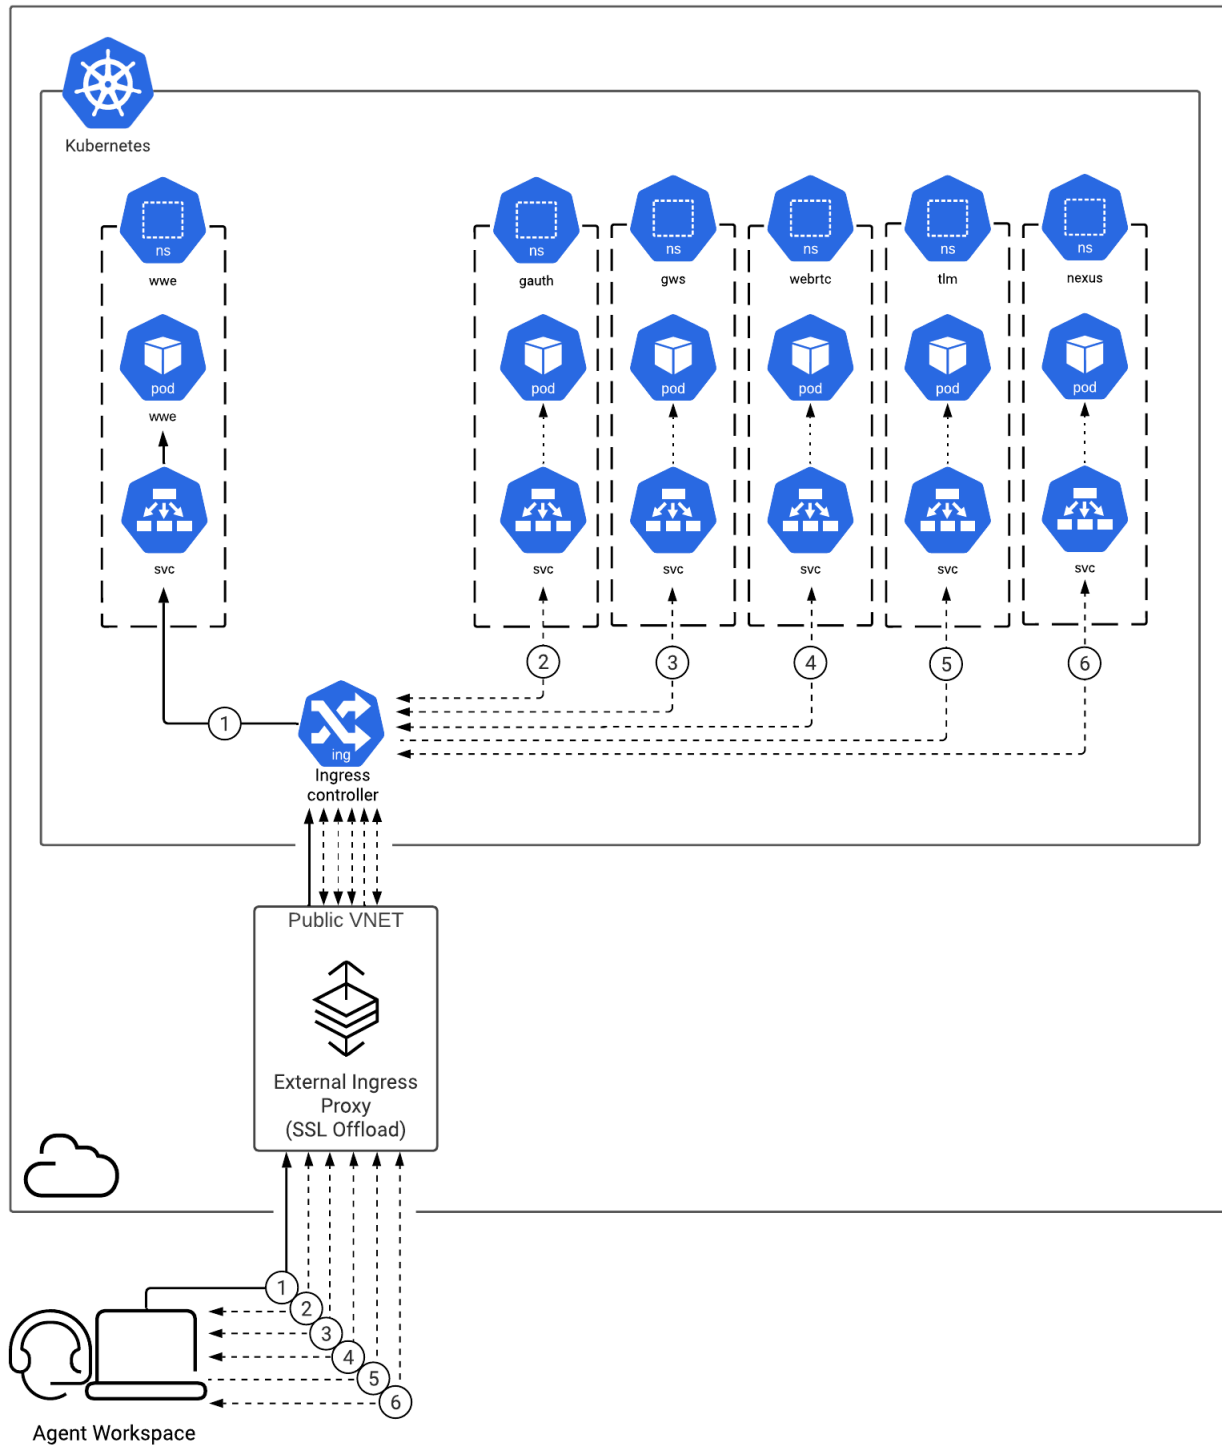 Kubernetes
ns
ns
ns
ns
ns
ns
wwe
gauth
gws
webrtc
tlm
nexus
pod
pod
pod
pod
pod
pod
wwe
svc
svc
svc
svc
svc
svc
2
3
4
5
6
1
ing
Ingress
controller
Public VNET
External Ingress
Proxy
(SSL Offload)
1
2
3
4
5
6
Agent Workspace